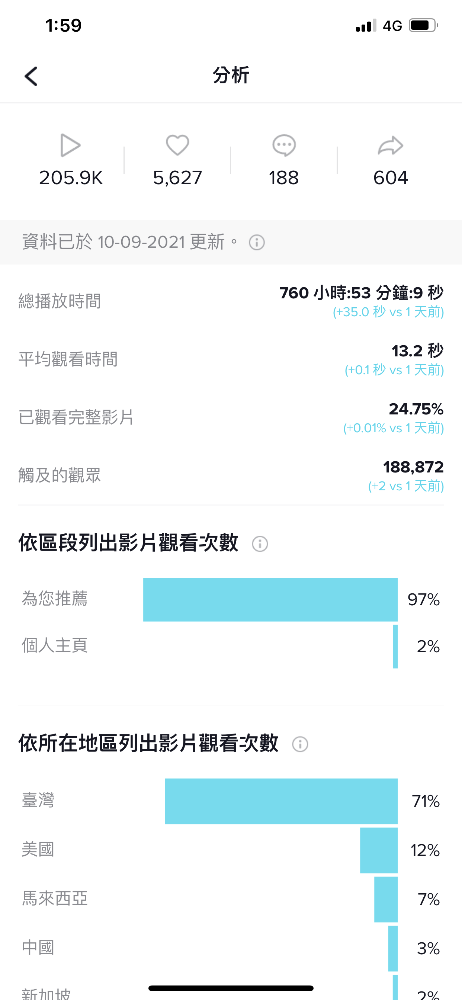 1:59 4G
分析
205.9K 5,627 188 604
資料已於 10-09-2021 更新。
總播放時間 760 小時:53 分鐘:9 秒
(+35.0 秒 vs 1 天前)
平均觀看時間 13.2 秒
(+0.1 秒 vs 1 天前)
已觀看完整影片 24.75%
(+0.01% vs 1 天前)
觸及的觀眾 188,872
(+2 vs 1 天前)
依區段列出影片觀看次數
為您推薦 97%
個人主頁 2%
依所在地區列出影片觀看次數
臺灣 71%
美國 12%
馬來西亞 7%
中國 3%
新加坡 2%